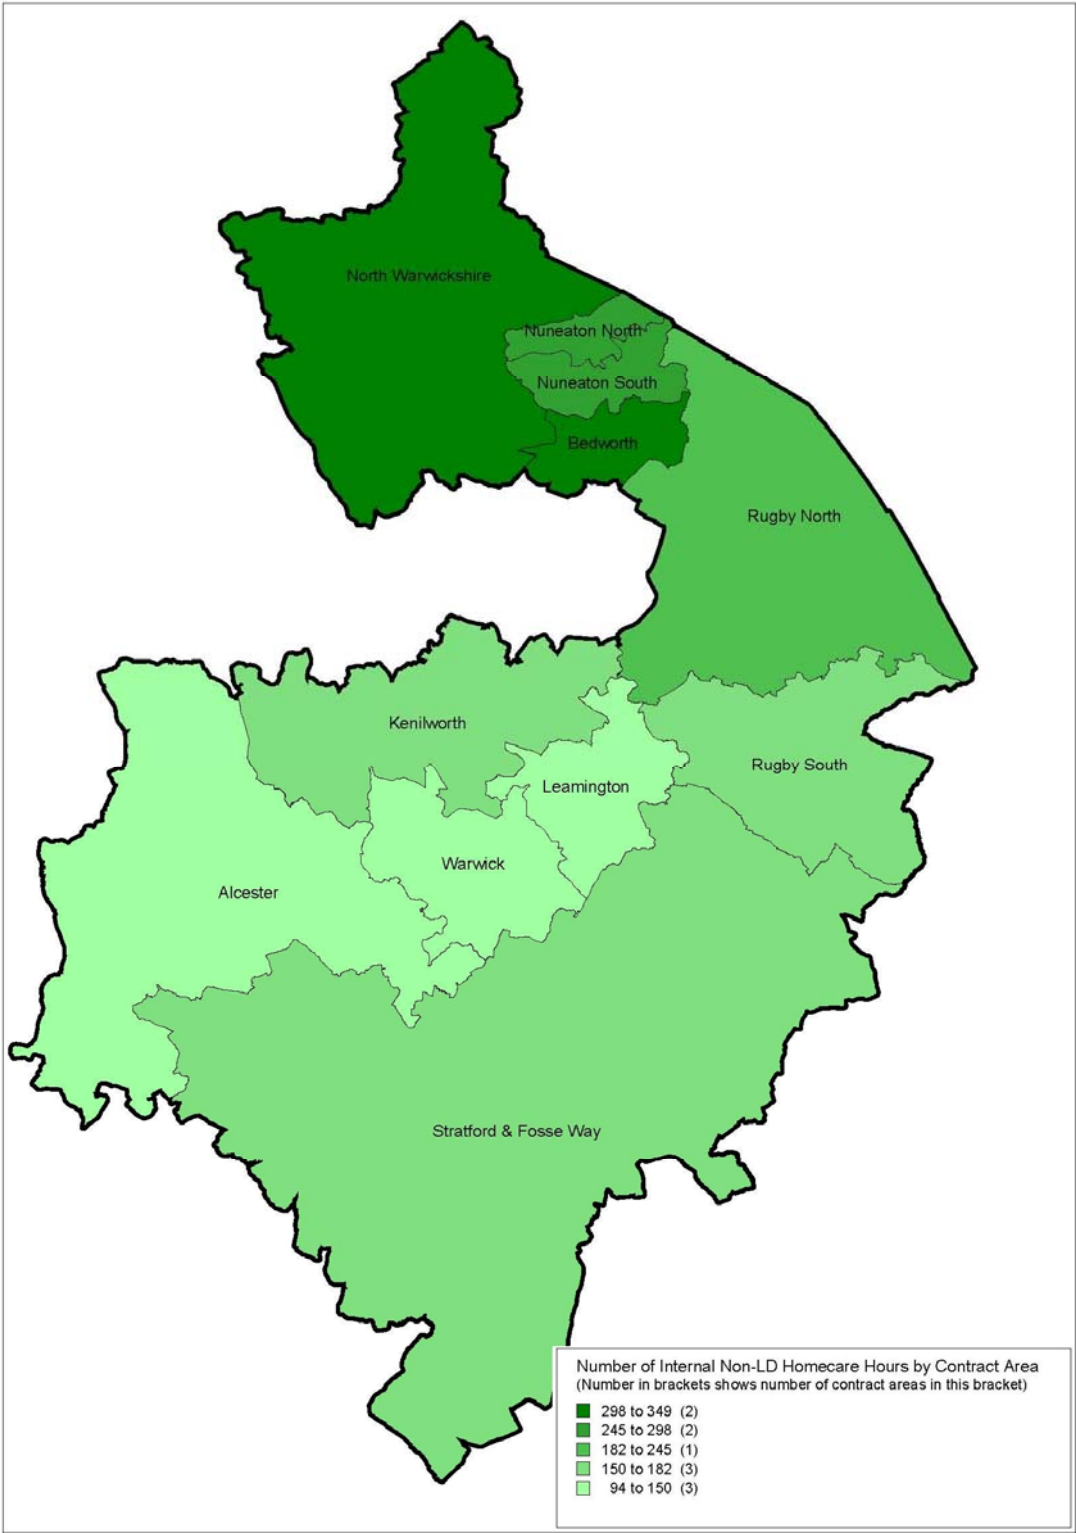 North Warwickshire
Nuneaton North
Nuneaton South
Bedworth
Rugby North
Kenilworth
Rugby South
Leamington
Warwick
Alcester
Stratford & Fosse Way
Number of Internal Non-LD Homecare Hours by Contract Area
(Number in brackets shows number of contract areas in this bracket)
298 to 349 (2)
245 to 298 (2)
182 to 245 (1)
150 to 182 (3)
94 to 150 (3)